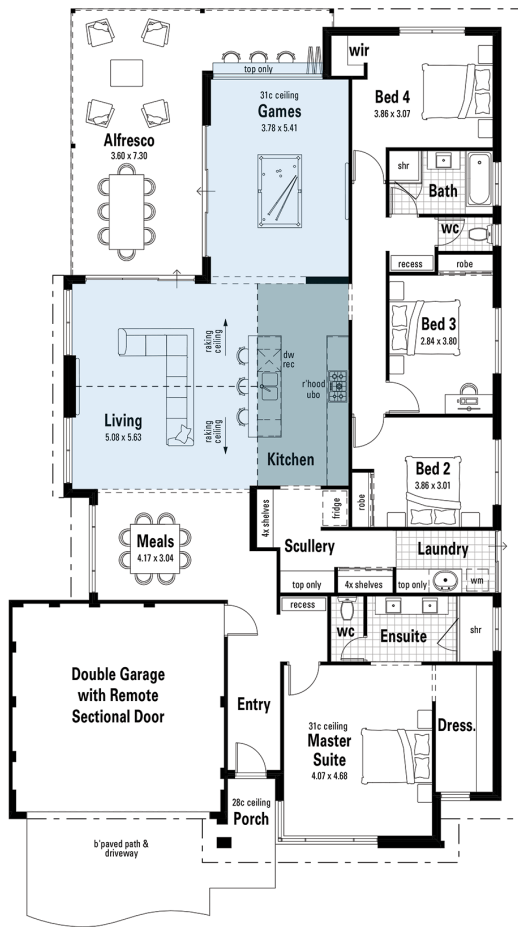 wir
top only
31c ceiling
Games
3.78 x 5.41
Bed 4
3.86 x 3.07
Alfresco
3.60 x 7.30
shr
Bath
wc
recess
robe
Bed 3
2.84 x 3.80
raking
ceiling
dw
rec
r'hood
ubo
Living
5.08 x 5.63
raking
ceiling
Kitchen
Bed 2
3.86 x 3.01
robe
4x shelves
fridge
Meals
4.17 x 3.04
Scullery
Laundry
top only
4x shelves
top only
wm
recess
wc
Ensuite
shr
Double Garage
with Remote
Sectional Door
Entry
31c ceiling
Master
Suite
4.07 x 4.68
Dress.
28c ceiling
Porch
b'paved path &
driveway